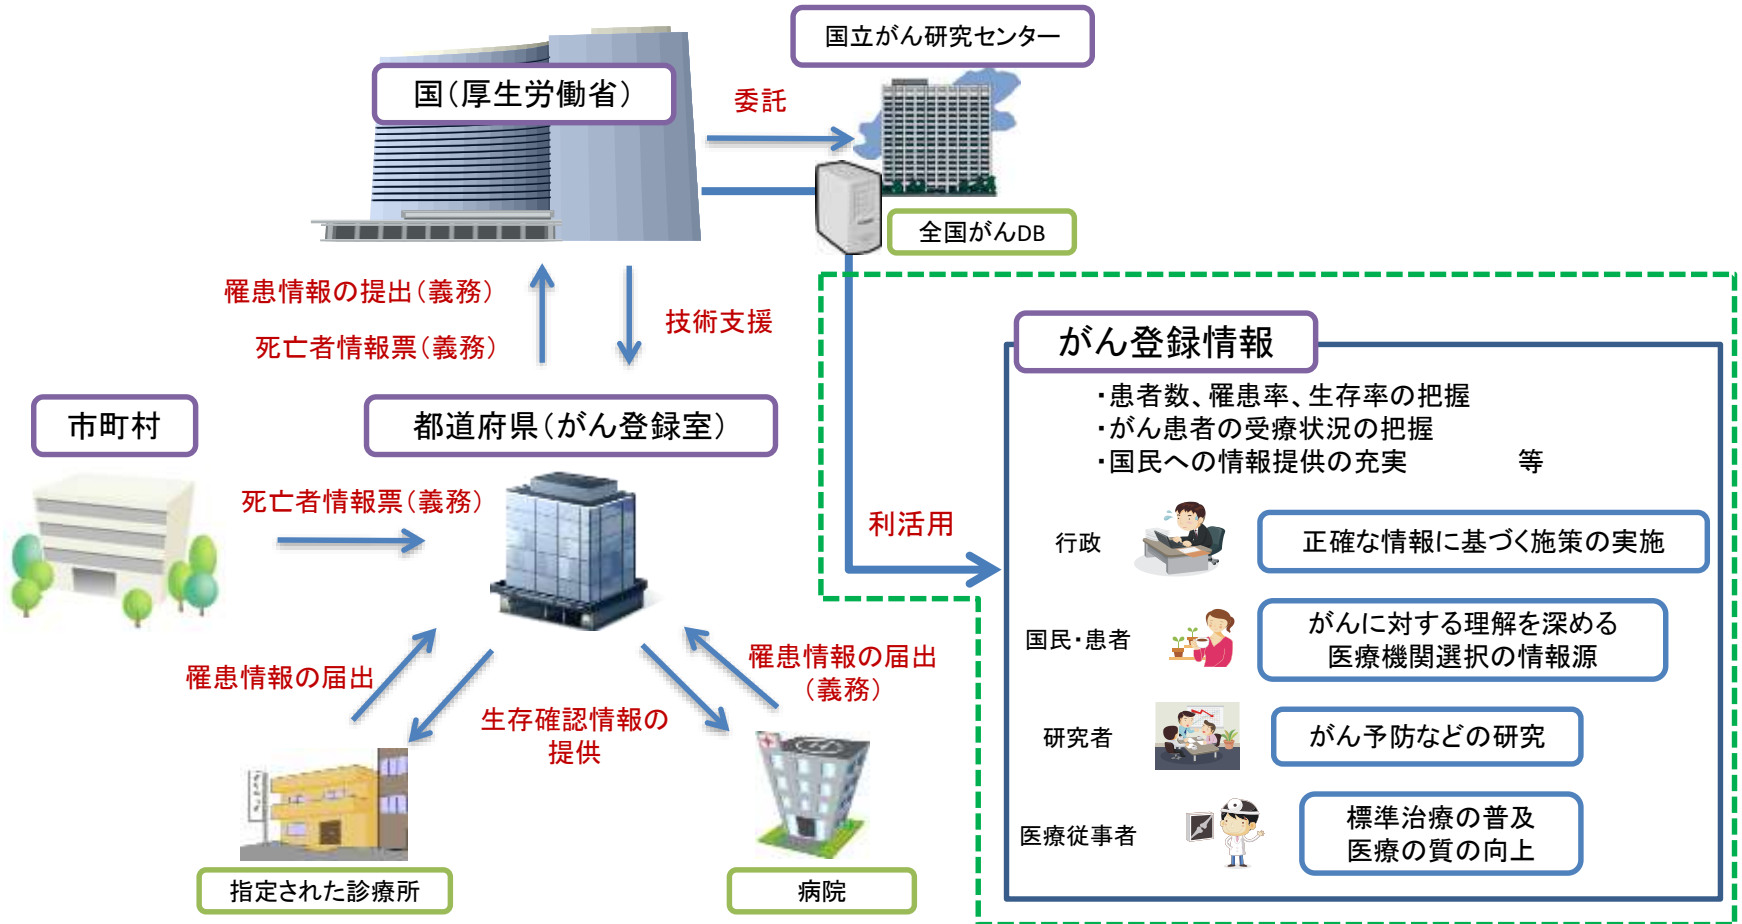 国立がん研究センター
国(厚生労働省)
委託
全国がんDB
罹患情報の提出(義務)
死亡者情報票(義務)
技術支援
市町村
都道府県(がん登録室)
死亡者情報票(義務)
罹患情報の届出
生存確認情報の
提供
罹患情報の届出
(義務)
指定された診療所
病院
利活用
がん登録情報
・患者数、罹患率、生存率の把握
・がん患者の受療状況の把握
・国民への情報提供の充実 等
行政
正確な情報に基づく施策の実施
国民・患者
がんに対する理解を深める
医療機関選択の情報源
研究者
がん予防などの研究
医療従事者
標準治療の普及
医療の質の向上